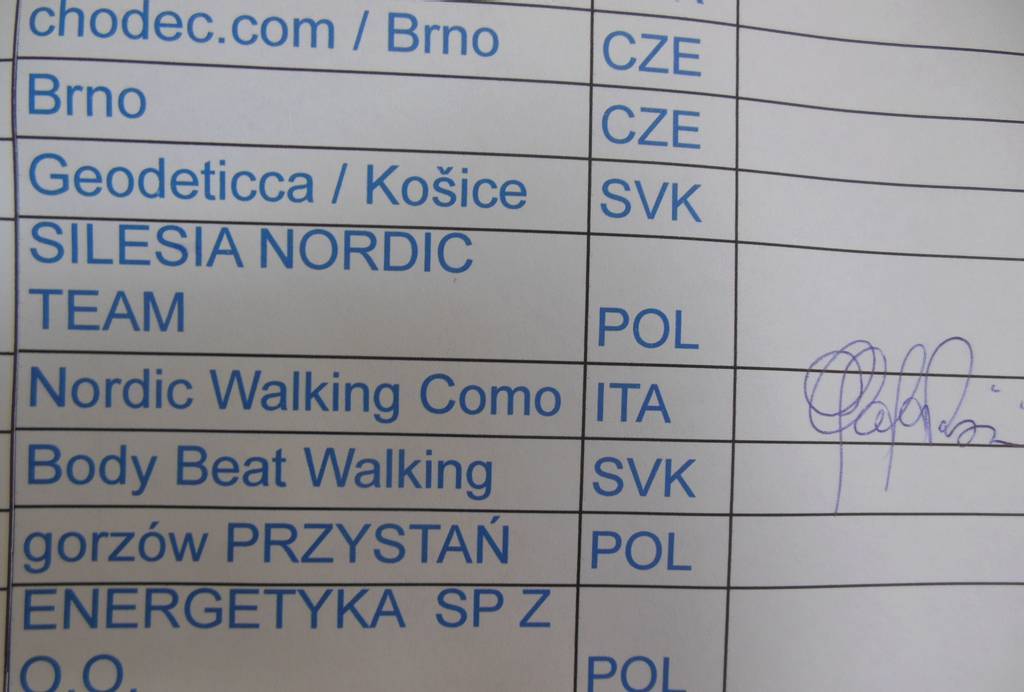 chodec.com / Brno CZE
Brno CZE
Geodeticca / Košice SVK
SILESIA NORDIC
TEAM POL
Nordic Walking Como ITA
Body Beat Walking SVK
gorzów PRZYSTAŃ POL
ENERGETYKA SP Z
O.O. POL